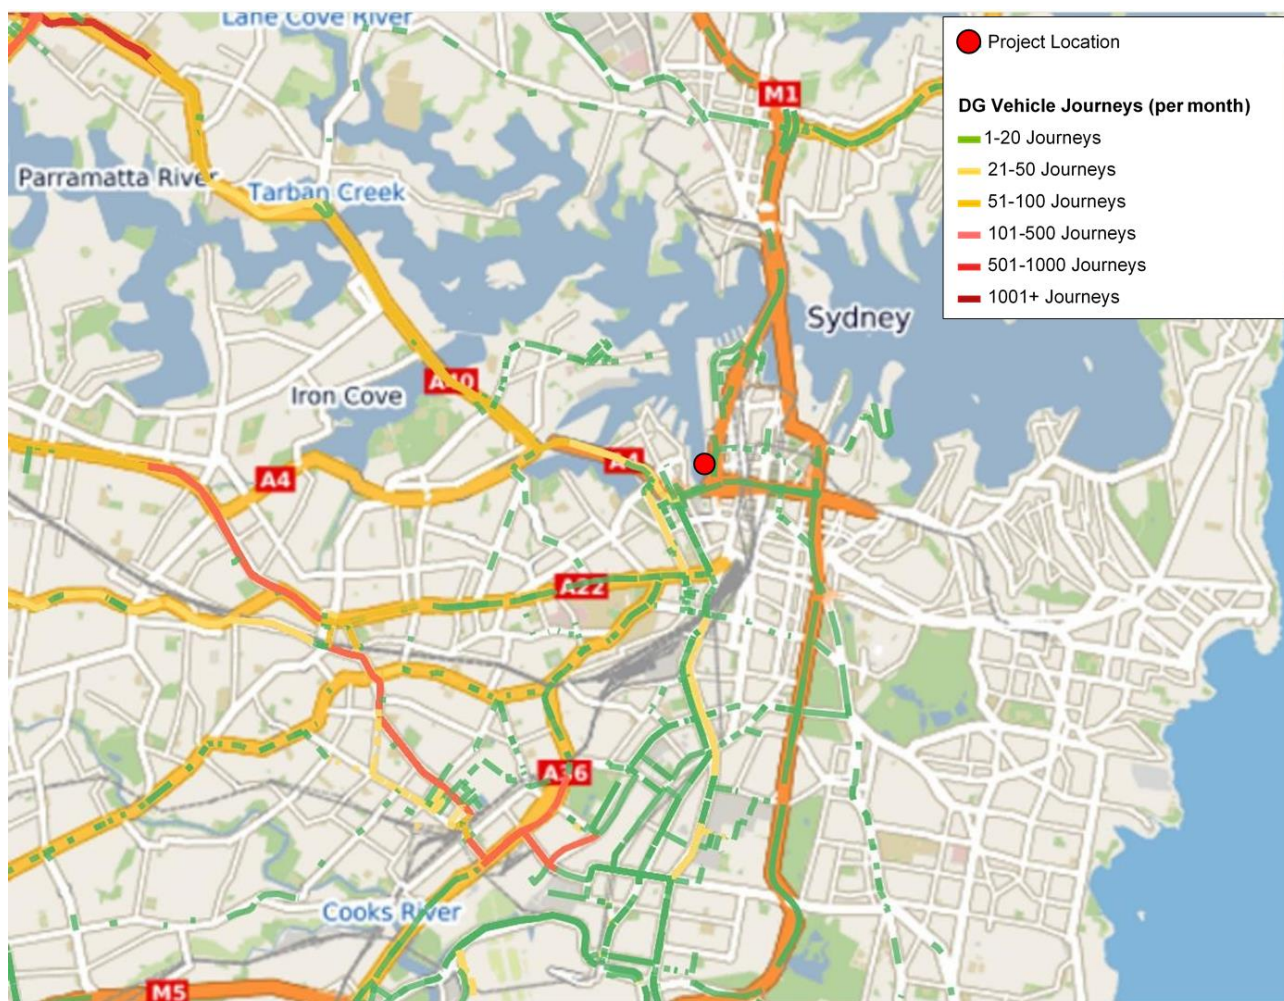 Lane Cove River
M1
Project Location
DG Vehicle Journeys (per month)
1-20 Journeys
21-50 Journeys
51-100 Journeys
101-500 Journeys
501-1000 Journeys
1001+ Journeys
Parramatta River
Tarban Creek
Sydney
A40
Iron Cove
A4
A4
A22
A36
Cooks River
M5